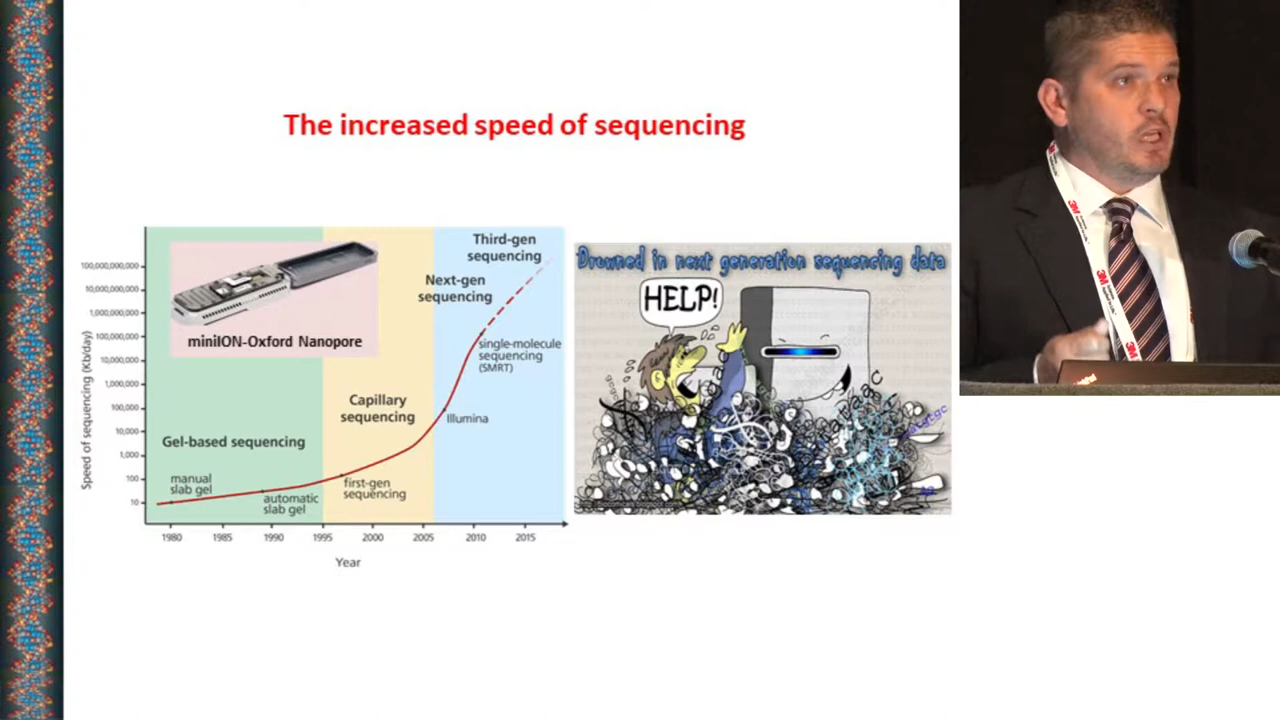 The increased speed of sequencing
Third-gen
sequencing
Next-gen
sequencing
100,000,000,000
10,000,000,000
1,000,000,000
100,000,000
10,000,000
1,000,000
100,000
10,000
1,000
100
10
Speed of sequencing (Kb/day)
miniION-Oxford Nanopore
single-molecule
sequencing
(SMRT)
Capillary
sequencing
Illumina
Gel-based sequencing
manual
slab gel
automatic
slab gel
first-gen
sequencing
1980 1985 1990 1995 2000 2005 2010 2015
Year
Drowned in next generation sequencing data
HELP!
3M
3M
3M